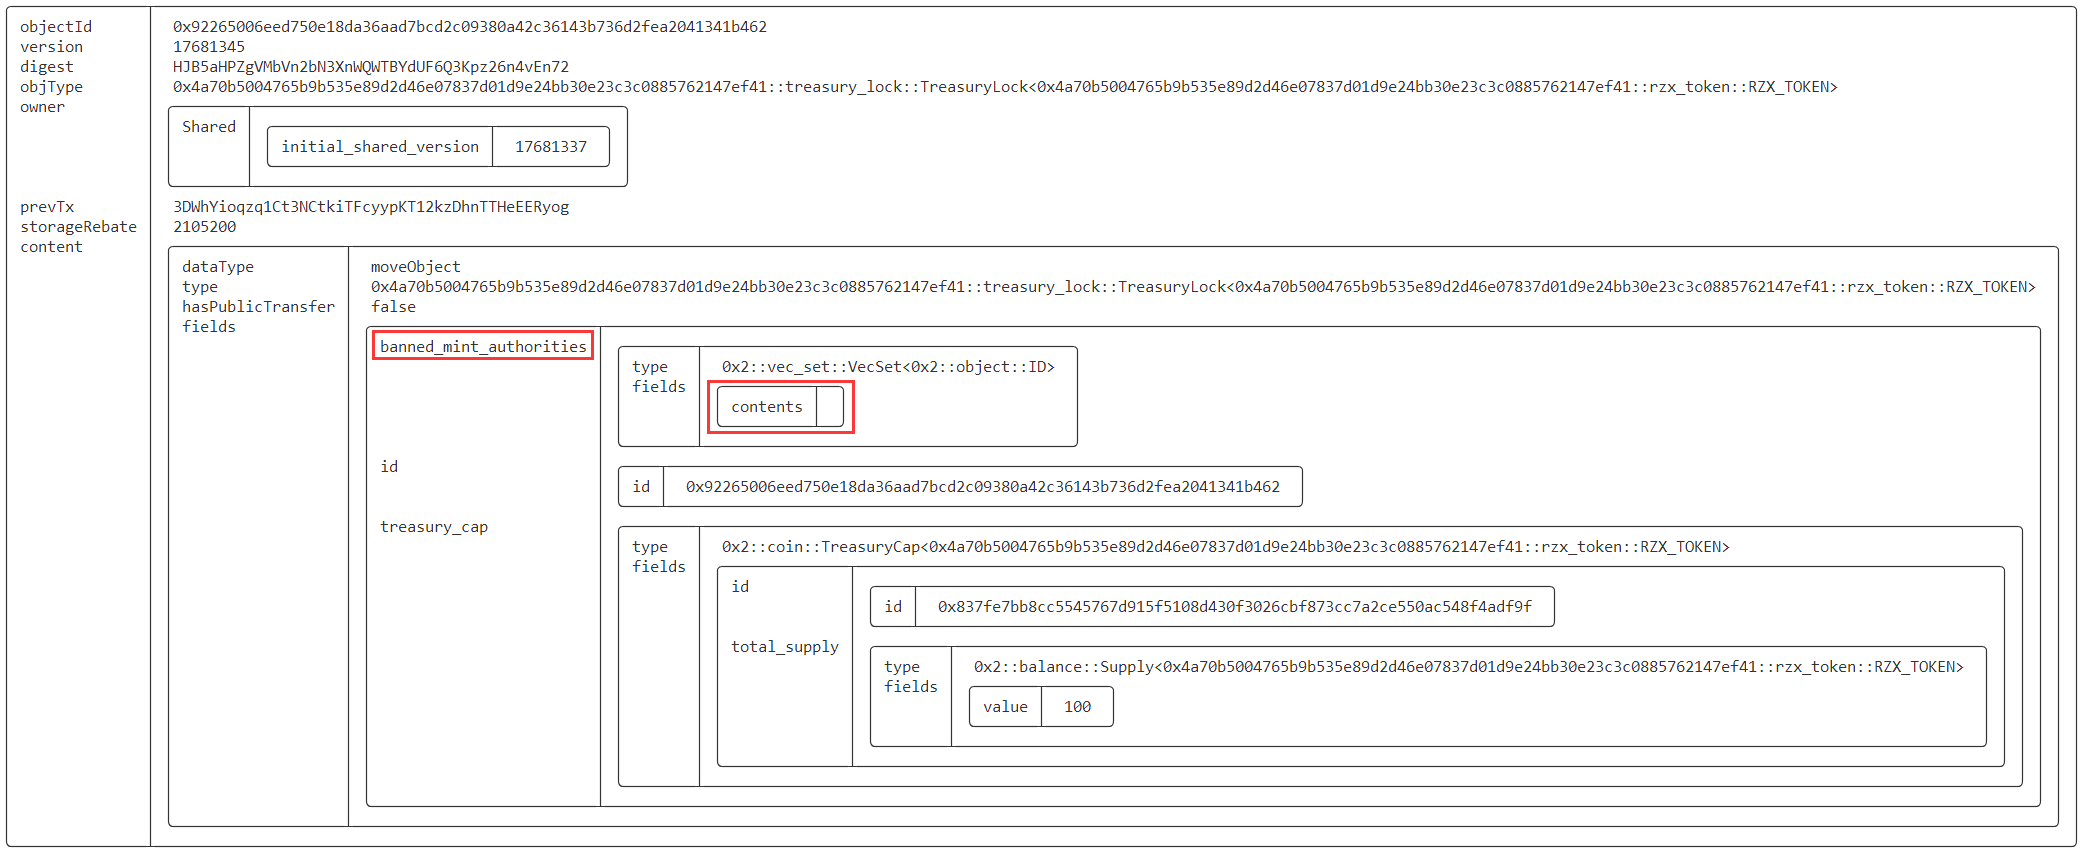 objectId 0x92265006eed750e18da36aad7bcd2c09380a42c36143b736d2fea2041341b462
version 17681345
digest HJB5aHPZgVMbVn2bN3XnWQWTBYdUF6Q3Kpz26n4vEn72
objType 0x4a70b5004765b9b535e89d2d46e07837d01d9e24bb30e23c3c0885762147ef41::treasury_lock::TreasuryLock<0x4a70b5004765b9b535e89d2d46e07837d01d9e24bb30e23c3c0885762147ef41::rzx_token::RZX_TOKEN>
owner
Shared
initial_shared_version 17681337
prevTx 3DWhYioqzq1Ct3NCtkiTFcyypKT12kzDhnTTHeEERyog
storageRebate 2105200
content
dataType moveObject
type 0x4a70b5004765b9b535e89d2d46e07837d01d9e24bb30e23c3c0885762147ef41::treasury_lock::TreasuryLock<0x4a70b5004765b9b535e89d2d46e07837d01d9e24bb30e23c3c0885762147ef41::rzx_token::RZX_TOKEN>
hasPublicTransfer false
fields
banned_mint_authorities
type 0x2::vec_set::VecSet<0x2::object::ID>
fields
contents
id
id 0x92265006eed750e18da36aad7bcd2c09380a42c36143b736d2fea2041341b462
treasury_cap
type 0x2::coin::TreasuryCap<0x4a70b5004765b9b535e89d2d46e07837d01d9e24bb30e23c3c0885762147ef41::rzx_token::RZX_TOKEN>
fields
id
id 0x837fe7bb8cc5545767d915f5108d430f3026cbf873cc7a2ce550ac548f4adf9f
total_supply
type 0x2::balance::Supply<0x4a70b5004765b9b535e89d2d46e07837d01d9e24bb30e23c3c0885762147ef41::rzx_token::RZX_TOKEN>
fields
value 100